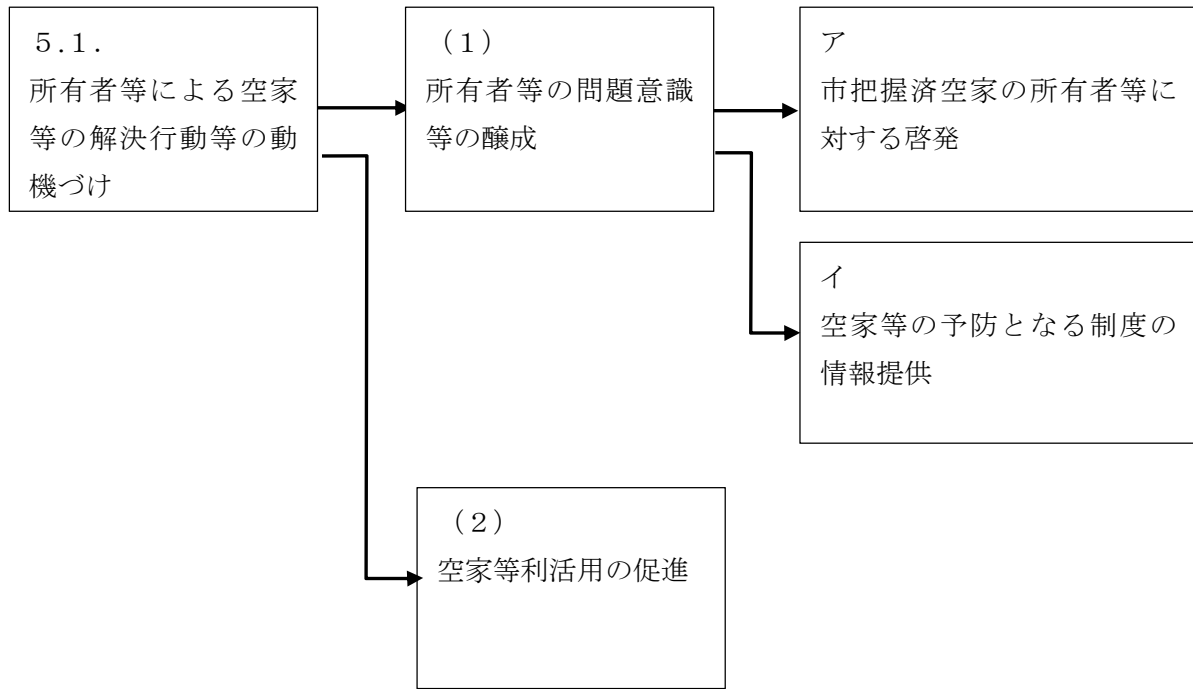 ５.１.
所有者等による空家
等の解決行動等の動
機づけ
（１）
所有者等の問題意識
等の醸成
ア
市把握済空家の所有者等に
対する啓発
イ
空家等の予防となる制度の
情報提供
（２）
空家等利活用の促進